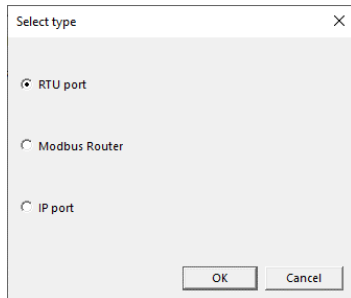 Select type
RTU port
Modbus Router
IP port
OK Cancel